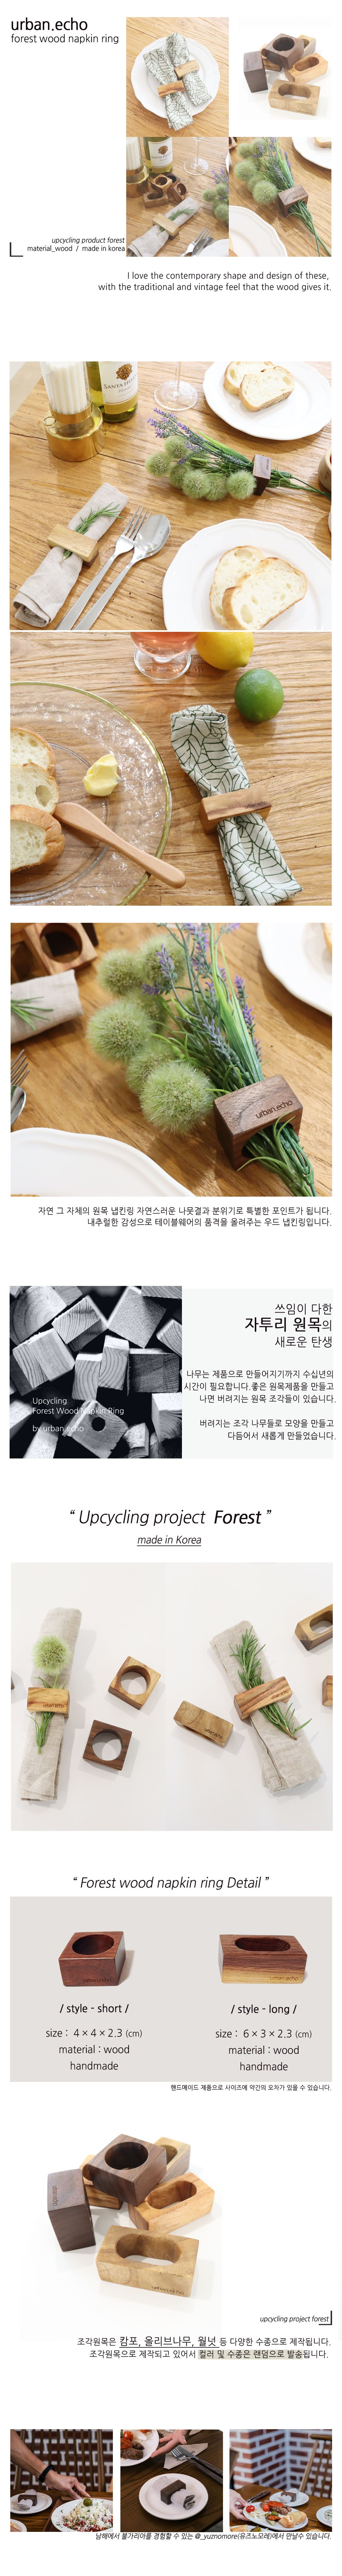 urban.echo
forest wood napkin ring
upcycling product forest
material_wood / made in korea
I love the contemporary shape and design of these,
with the traditional and vintage feel that the wood gives it.
SANTA
urban.echo
자연 그 자체의 원목 냅킨링 자연스러운 나뭇결과 분위기로 특별한 포인트가 됩니다.
내추럴한 감성으로 테이블웨어의 품격을 올려주는 우드 냅킨링입니다.
Upcycling
Forest Wood Napkin Ring
by urban.echo
쓰임이 다한
자투리 원목의
새로운 탄생
나무는 제품으로 만들어지기까지 수십년의
시간이 필요합니다.좋은 원목제품을 만들고
나면 버려지는 원목 조각들이 있습니다.
버려지는 조각 나무들로 모양을 만들고
다듬어서 새롭게 만들었습니다.
“ Upcycling project Forest ”
made in Korea
“ Forest wood napkin ring Detail ”
/ style - short /
size : 4 × 4 × 2.3 (cm)
material : wood
handmade
/ style - long /
size : 6 × 3 × 2.3 (cm)
material : wood
handmade
핸드메이드 제품으로 사이즈에 약간의 오차가 있을 수 있습니다.
upcycling project forest
조각원목은 캄포, 올리브나무, 월넛 등 다양한 수종으로 제작됩니다.
조각원목으로 제작되고 있어서 컬러 및 수종은 랜덤으로 발송됩니다.
남해에서 불가리아를 경험할 수 있는 @_yuznomore(유즈노모레)에서 만날수 있습니다.